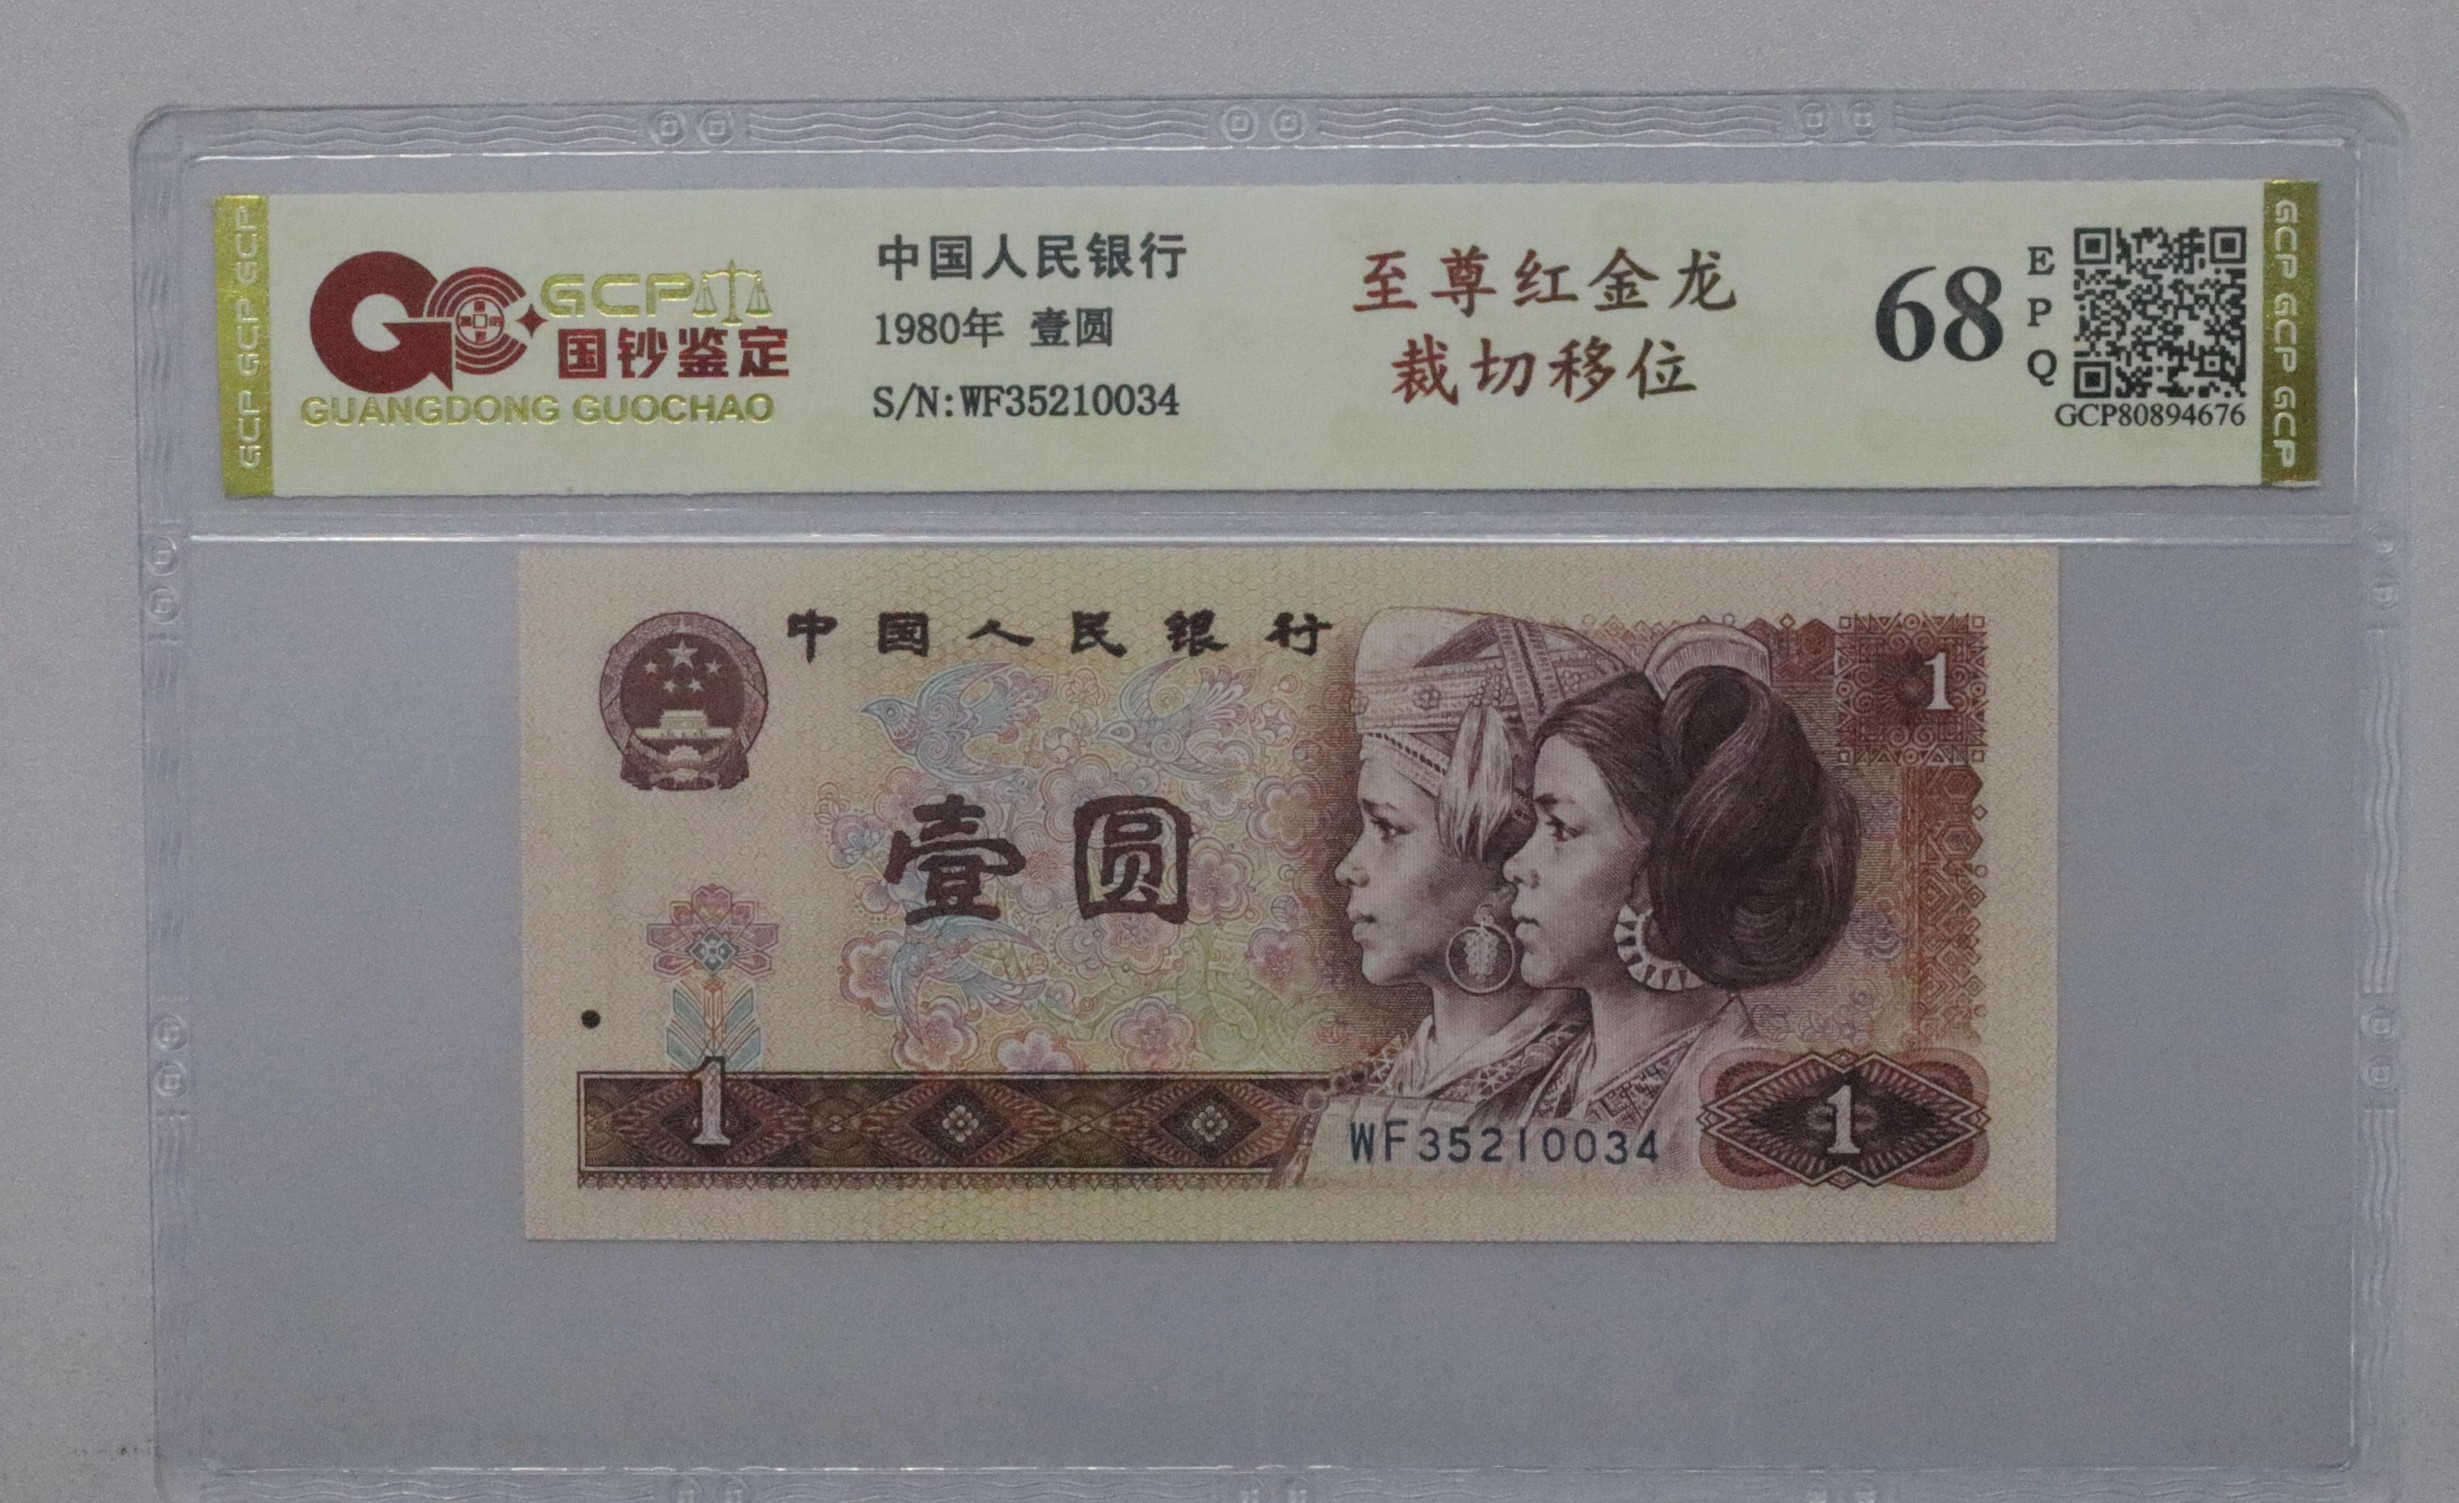 GCP GCP GCP
GCP
国钞鉴定
GUANGDONG GUOCHAO
中国人民银行
1980年 壹圆
S/N:WF35210034
至尊红金龙
裁切移位
68
E
P
Q
GCP80894676
GCP GCP GCP
中国人民银行
1
壹圆
1
WF35210034
1